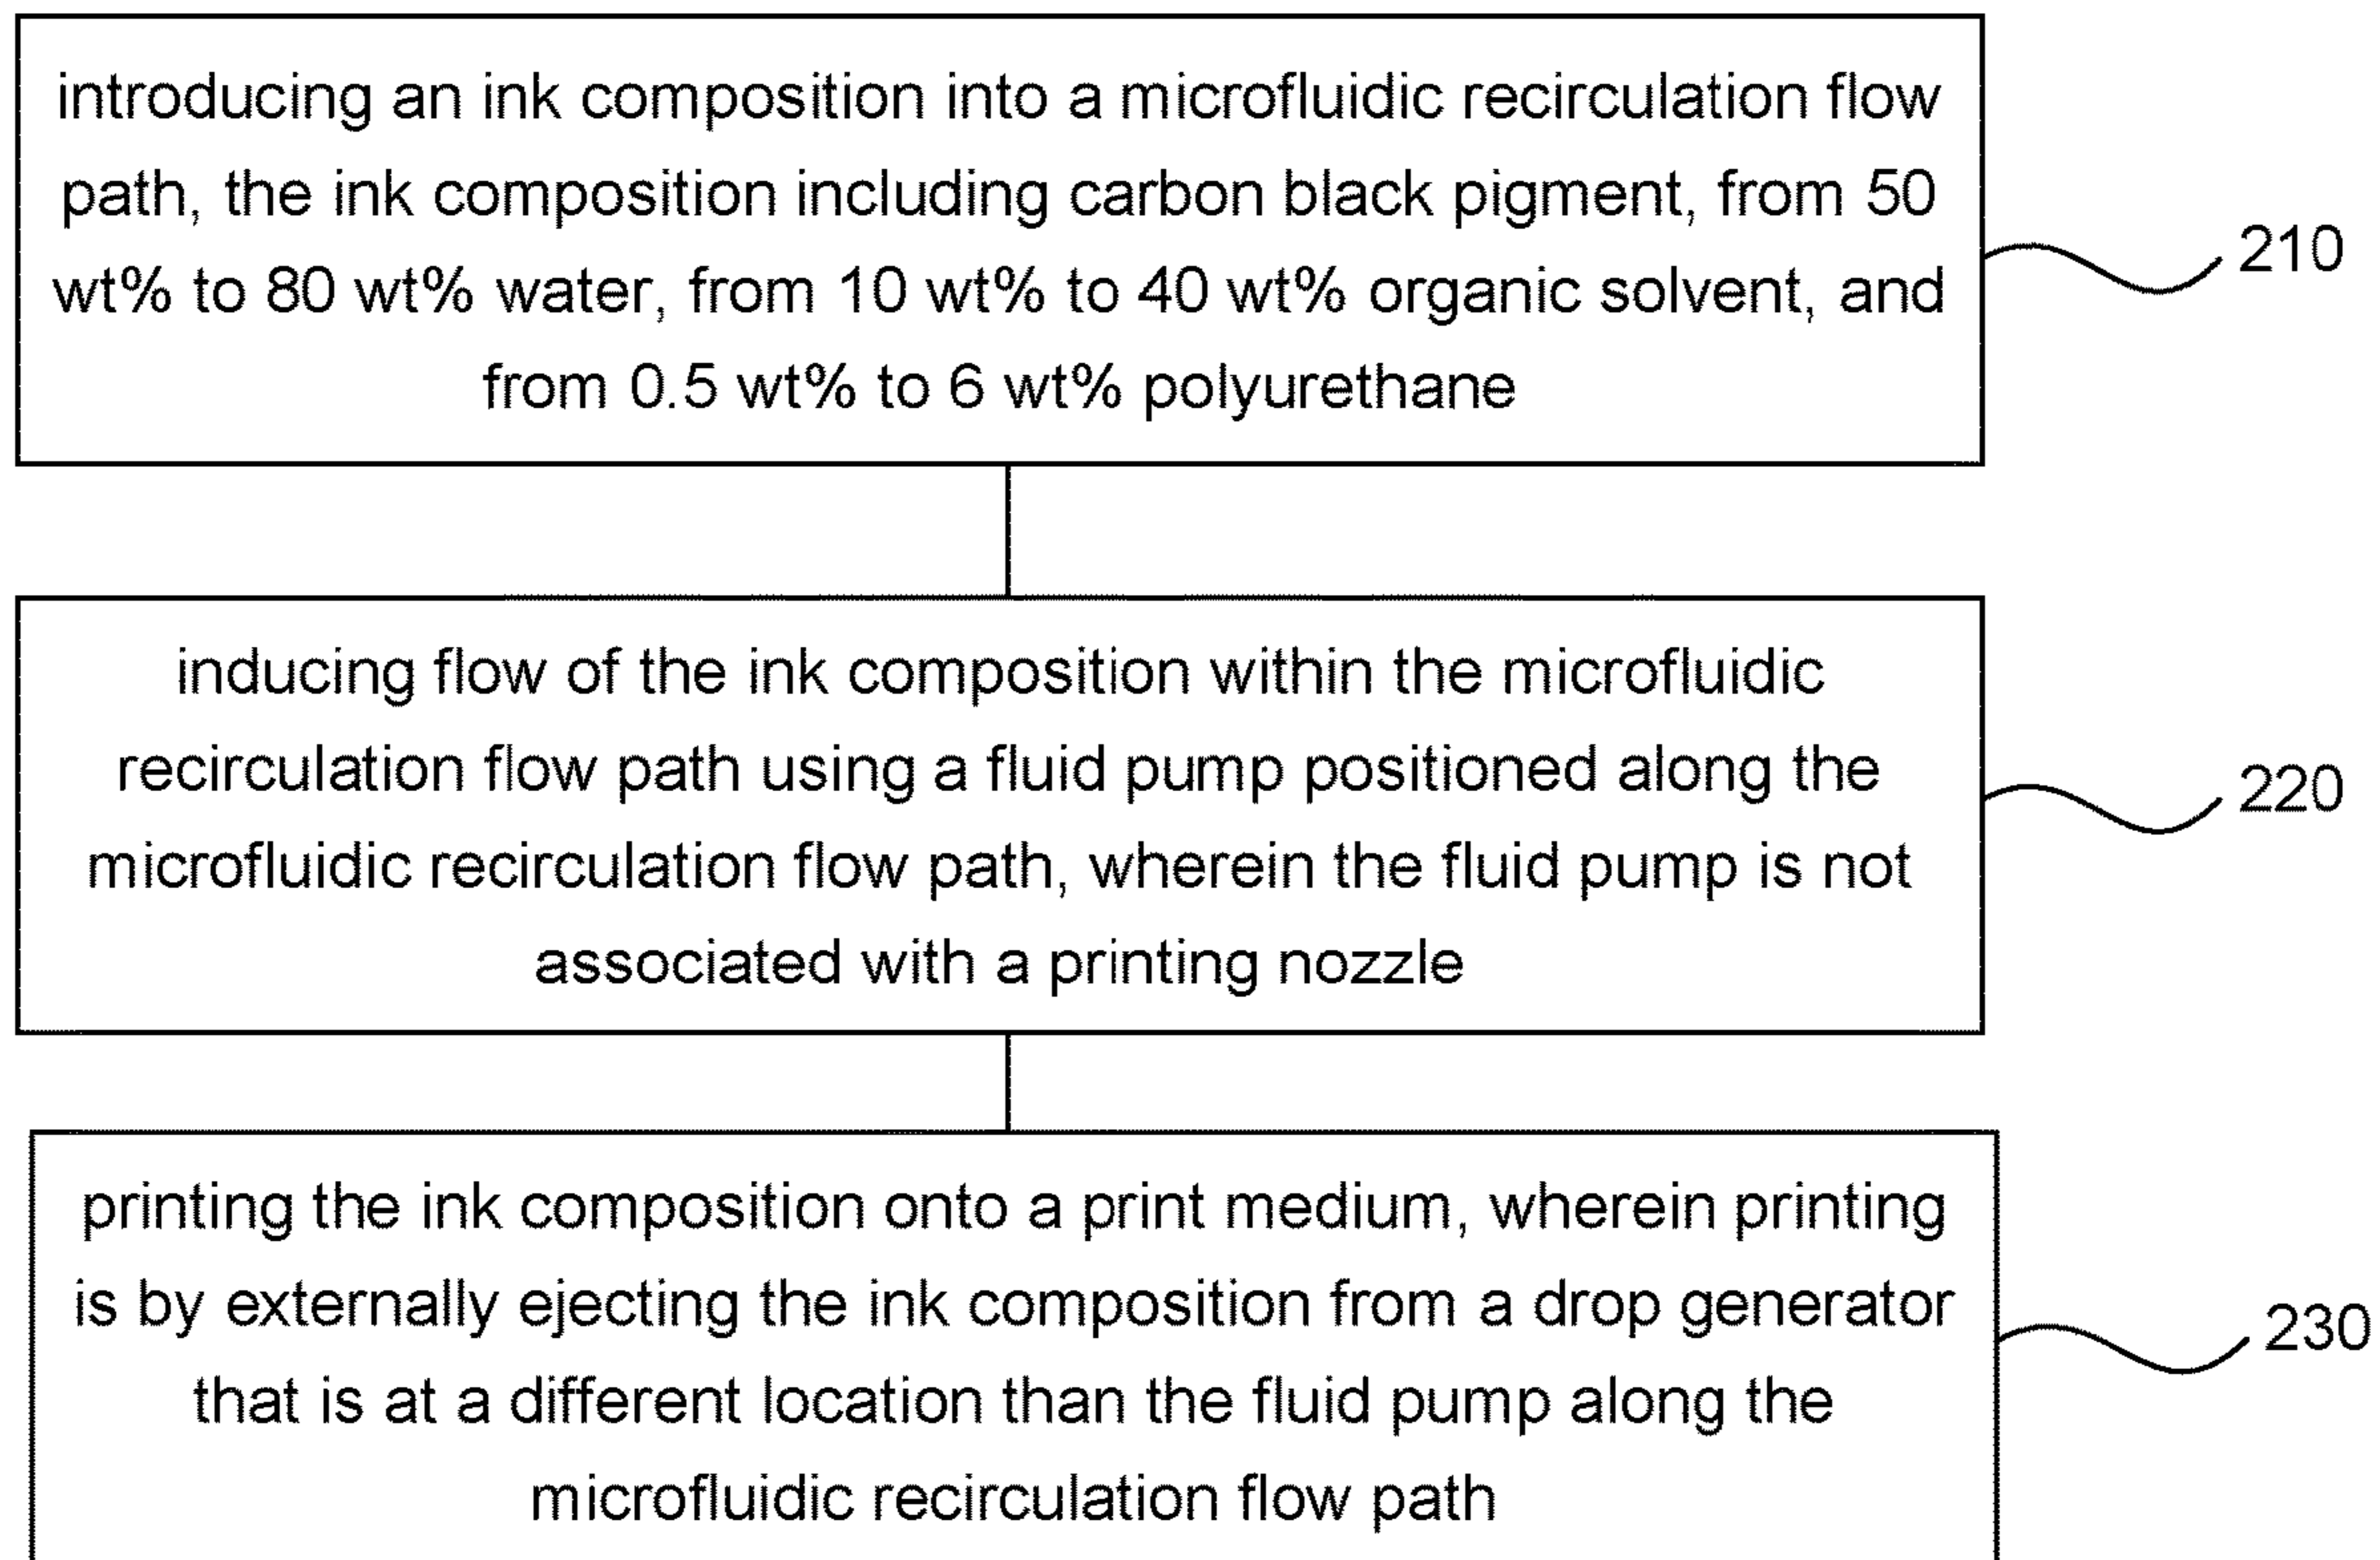 introducing an ink composition into a microfluidic recirculation flow
path, the ink composition including carbon black pigment, from 50
wt% to 80 wt% water, from 10 wt% to 40 wt% organic solvent, and
from 0.5 wt% to 6 wt% polyurethane
210
inducing flow of the ink composition within the microfluidic
recirculation flow path using a fluid pump positioned along the
microfluidic recirculation flow path, wherein the fluid pump is not
associated with a printing nozzle
220
printing the ink composition onto a print medium, wherein printing
is by externally ejecting the ink composition from a drop generator
that is at a different location than the fluid pump along the
microfluidic recirculation flow path
230